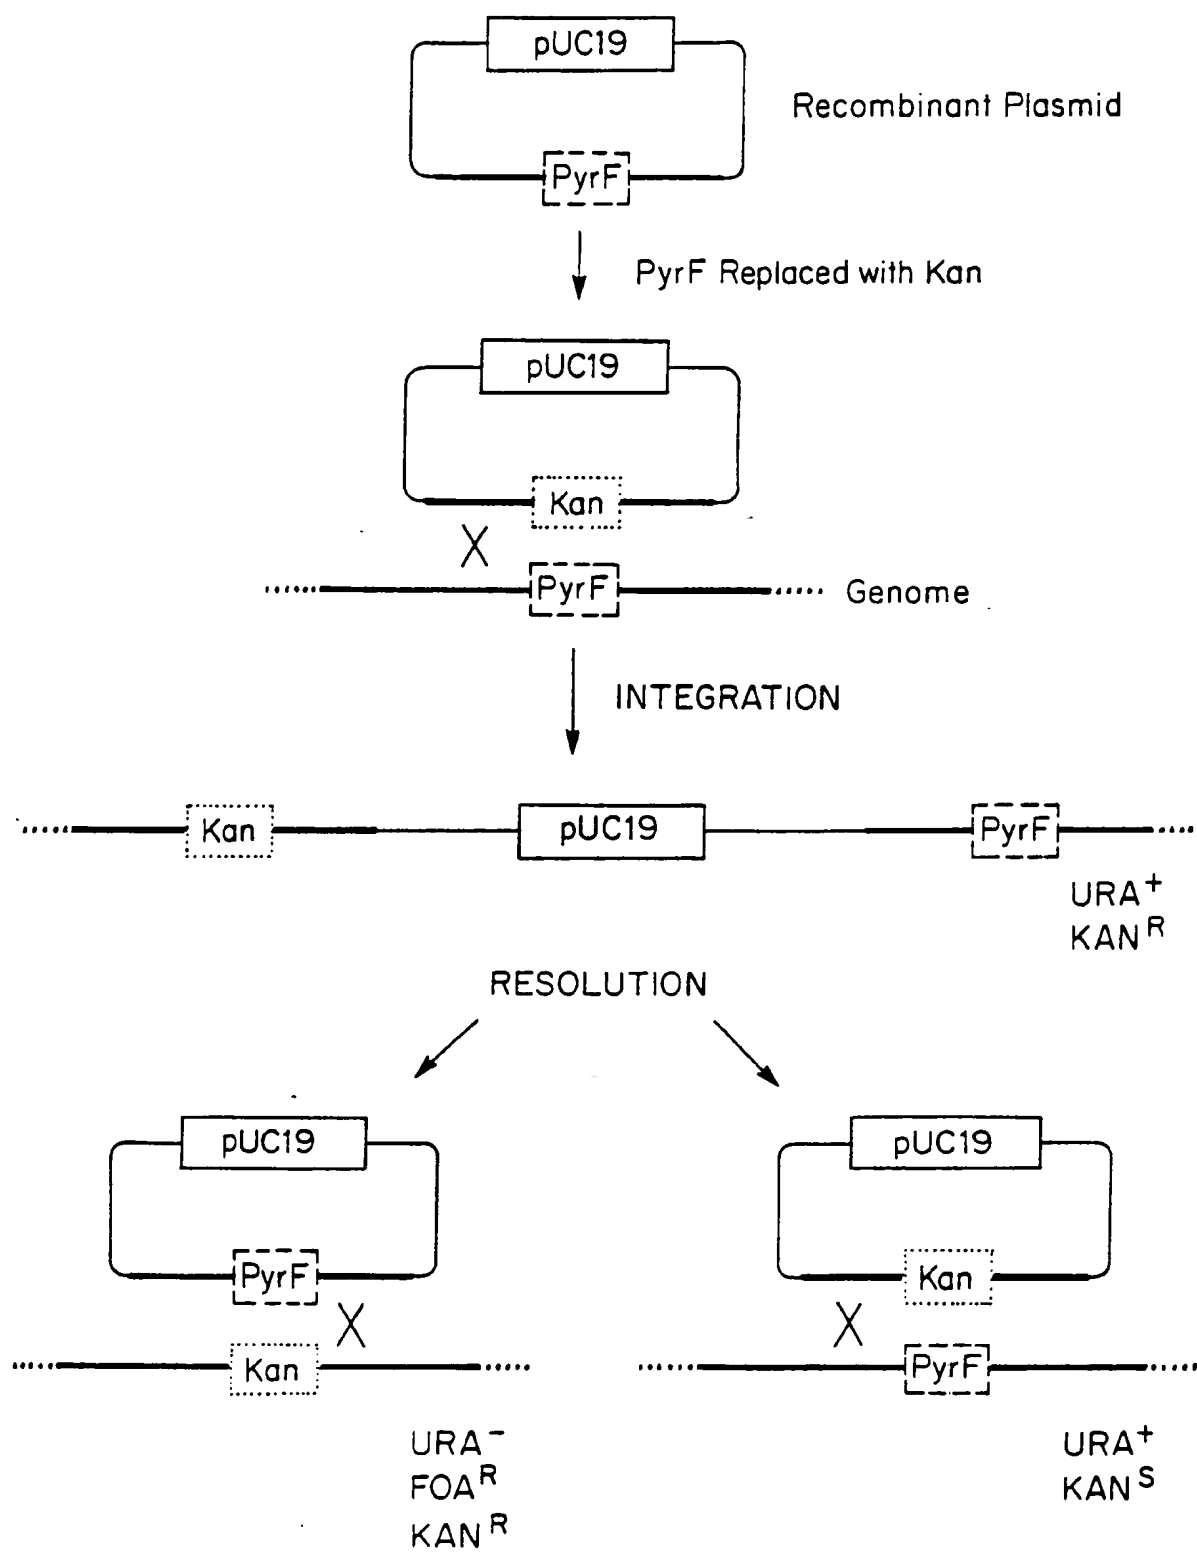 pUC19
Recombinant Plasmid
PyrF
PyrF Replaced with Kan
pUC19
Kan
PyrF
Genome
INTEGRATION
Kan
pUC19
PyrF
URA⁺
KANᴿ
RESOLUTION
pUC19
PyrF
Kan
URA⁻
FOAᴿ
KANᴿ
pUC19
Kan
PyrF
URA⁺
KANˢ